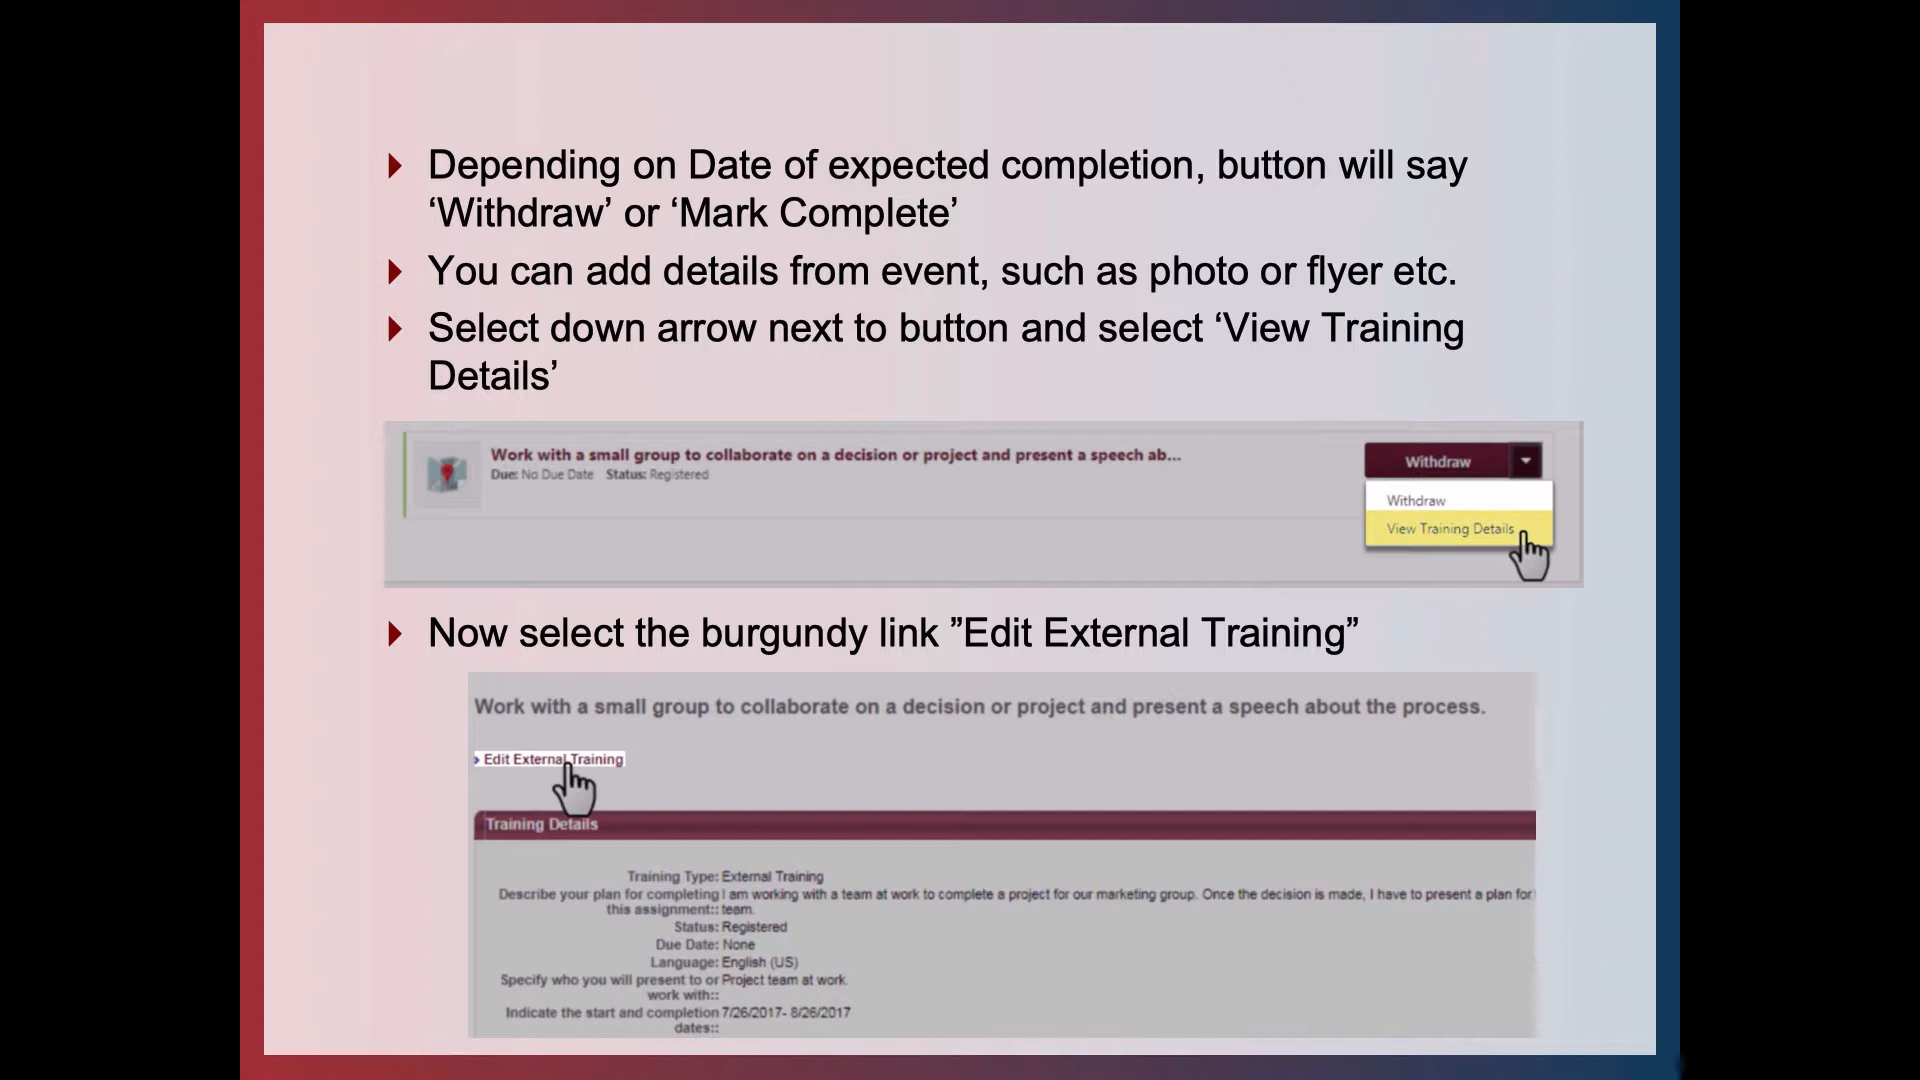 Depending on Date of expected completion, button will say
‘Withdraw’ or ‘Mark Complete’
You can add details from event, such as photo or flyer etc.
Select down arrow next to button and select ‘View Training
Details’
Work with a small group to collaborate on a decision or project and present a speech ab...
Due: No Due Date Status: Registered
Withdraw
Withdraw
View Training Details
Now select the burgundy link ”Edit External Training”
Work with a small group to collaborate on a decision or project and present a speech about the process.
Edit External Training
Training Details
Training Type: External Training
Describe your plan for completing I am working with a team at work to complete a project for our marketing group. Once the decision is made, I have to present a plan for
this assignment:: team.
Status: Registered
Due Date: None
Language: English (US)
Specify who you will present to or Project team at work.
work with::
Indicate the start and completion 7/26/2017- 8/26/2017
dates::